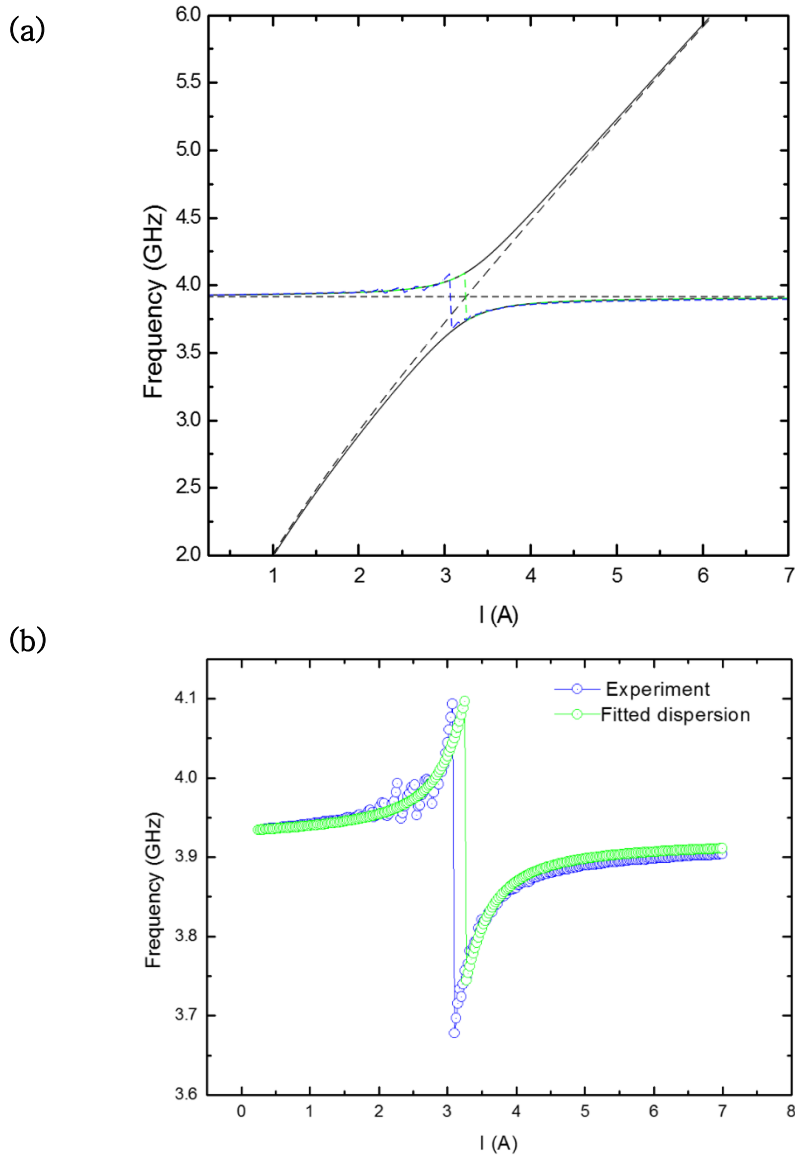 (a)
6.0
5.5
5.0
4.5
4.0
3.5
3.0
2.5
2.0
Frequency (GHz)
1 2 3 4 5 6 7
I (A)
(b)
4.1
4.0
3.9
3.8
3.7
3.6
Frequency (GHz)
Experiment
Fitted dispersion
0 1 2 3 4 5 6 7 8
I (A)